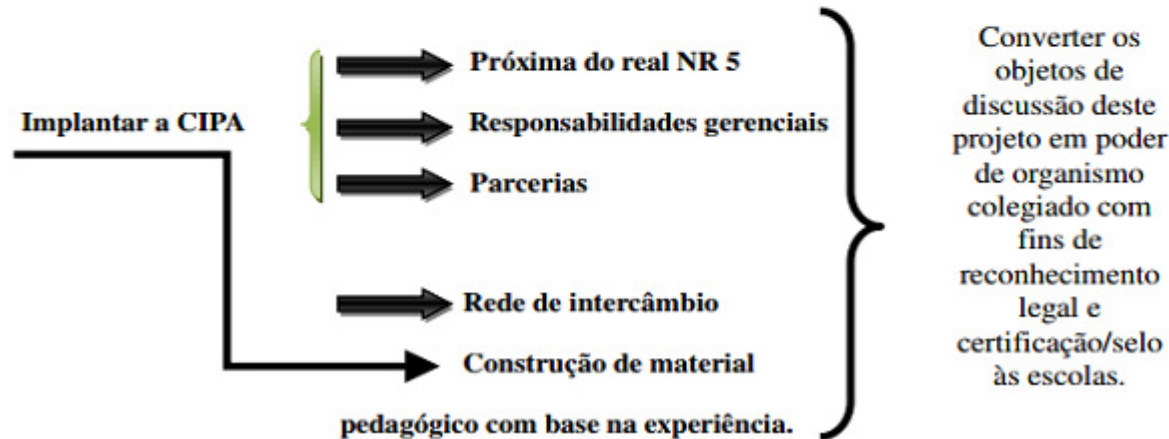 Implantar a CIPA
Próxima do real NR 5
Responsabilidades gerenciais
Parcerias
Rede de intercâmbio
Construção de material
pedagógico com base na experiência.
Converter os
objetos de
discussão deste
projeto em poder
de organismo
colegiado com
fins de
reconhecimento
legal e
certificação/selo
às escolas.